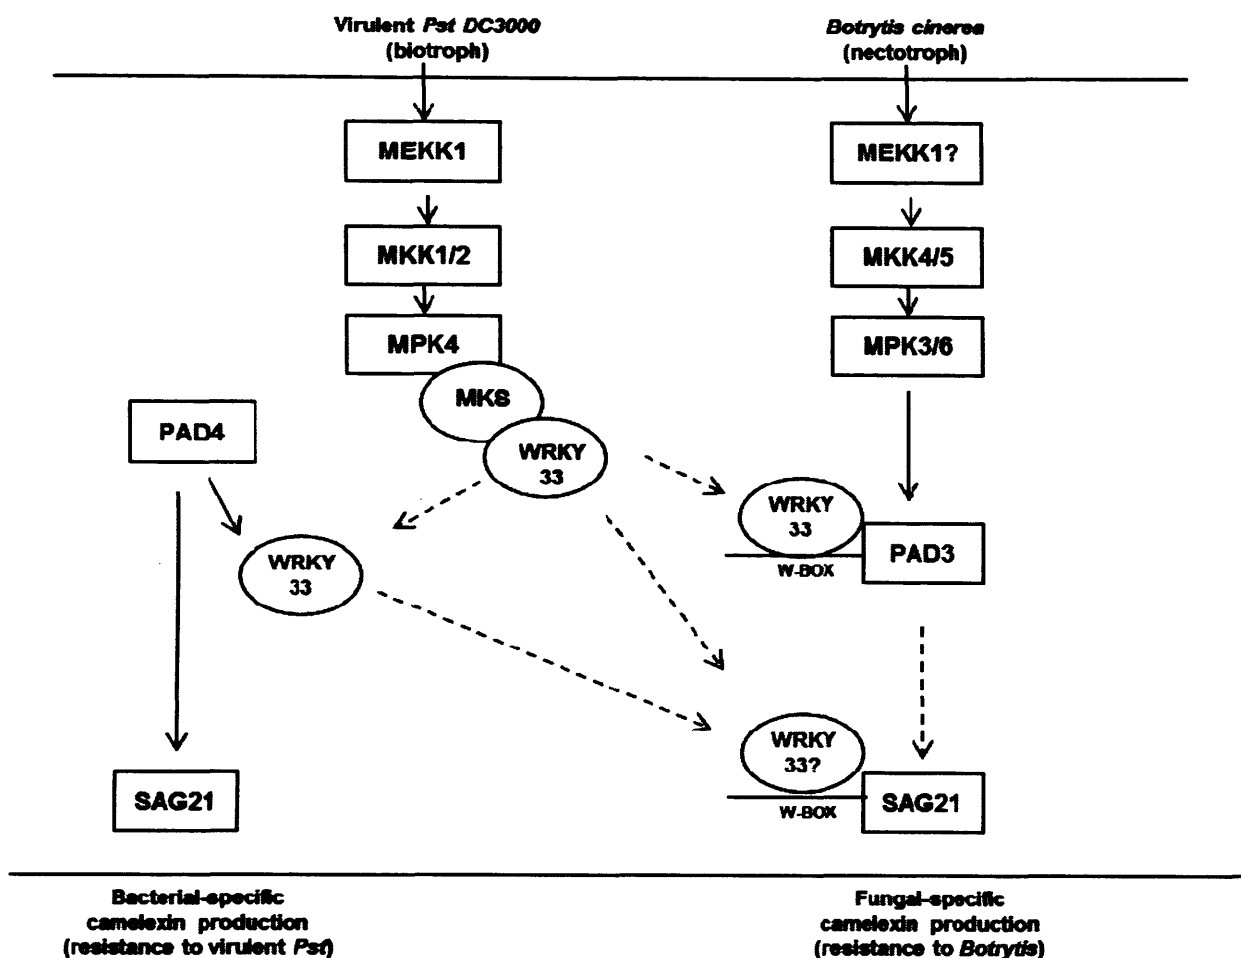 Virulent Pst DC3000
(biotroph)
Botrytis cinerea
(nectotroph)
MEKK1
MEKK1?
MKK1/2
MKK4/5
MPK4
MPK3/6
MKS
PAD4
WRKY
33
WRKY
33
PAD3
W-BOX
WRKY
33
WRKY
33?
SAG21
SAG21
W-BOX
Bacterial-specific
camelexin production
(resistance to virulent Pst)
Fungal-specific
camelexin production
(resistance to Botrytis)